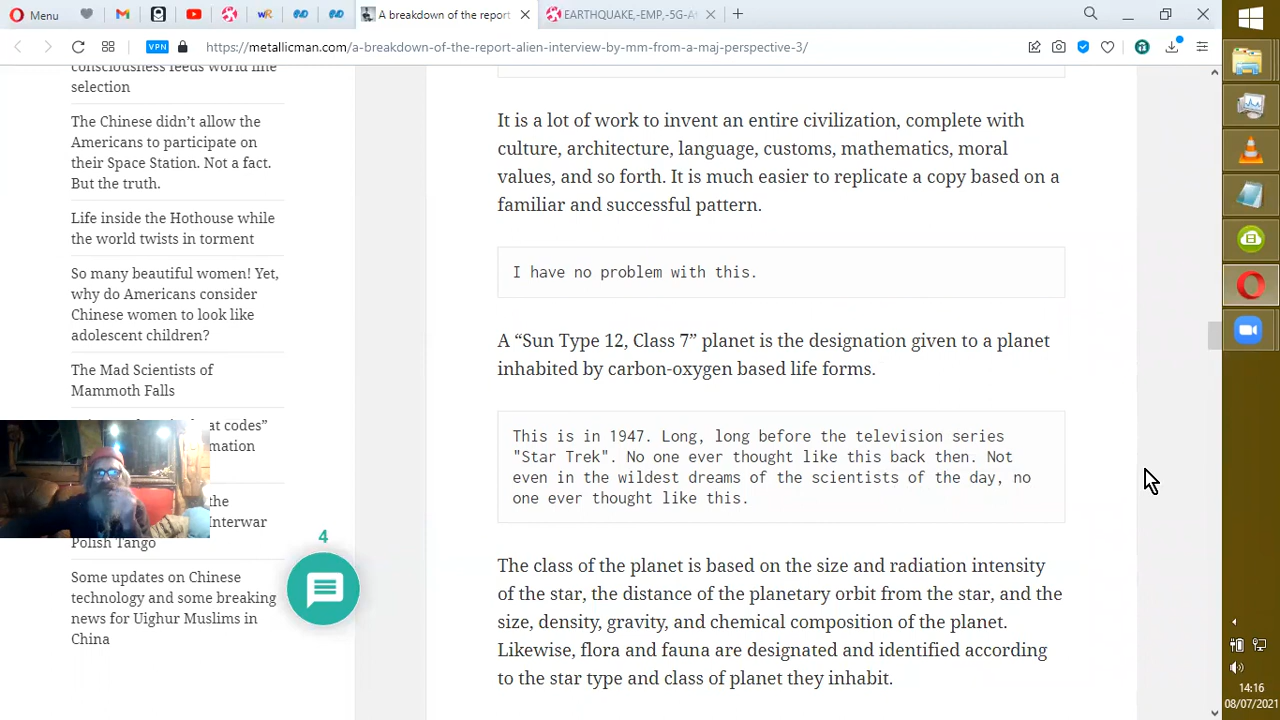 Menu
A breakdown of the report
EARTHQUAKE,-EMP,-5G-A
VPN
https://metallicman.com/a-breakdown-of-the-report-alien-interview-by-mm-from-a-maj-perspective-3/
consciousness feeds world line
selection
The Chinese didn’t allow the
Americans to participate on
their Space Station. Not a fact.
But the truth.
Life inside the Hothouse while
the world twists in torment
So many beautiful women! Yet,
why do Americans consider
Chinese women to look like
adolescent children?
The Mad Scientists of
Mammoth Falls
at codes”
mation
the
Interwar
Polish Tango
Some updates on Chinese
technology and some breaking
news for Uighur Muslims in
China
4
It is a lot of work to invent an entire civilization, complete with
culture, architecture, language, customs, mathematics, moral
values, and so forth. It is much easier to replicate a copy based on a
familiar and successful pattern.
I have no problem with this.
A “Sun Type 12, Class 7” planet is the designation given to a planet
inhabited by carbon-oxygen based life forms.
This is in 1947. Long, long before the television series
"Star Trek". No one ever thought like this back then. Not
even in the wildest dreams of the scientists of the day, no
one ever thought like this.
The class of the planet is based on the size and radiation intensity
of the star, the distance of the planetary orbit from the star, and the
size, density, gravity, and chemical composition of the planet.
Likewise, flora and fauna are designated and identified according
to the star type and class of planet they inhabit.
14:16
08/07/2021